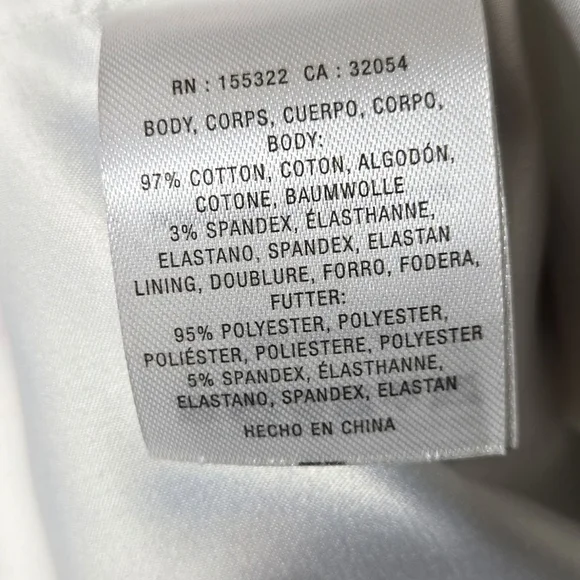 RN : 155322 CA : 32054
BODY, CORPS, CUERPO, CORPO,
BODY:
97% COTTON, COTON, ALGODÓN,
COTONE, BAUMWOLLE
3% SPANDEX, ÉLASTHANNE,
ELASTANO, SPANDEX, ELASTAN
LINING, DOUBLURE, FORRO, FODERA,
FUTTER:
95% POLYESTER, POLYESTER,
POLIÉSTER, POLIESTERE, POLYESTER
5% SPANDEX, ÉLASTHANNE,
ELASTANO, SPANDEX, ELASTAN
HECHO EN CHINA